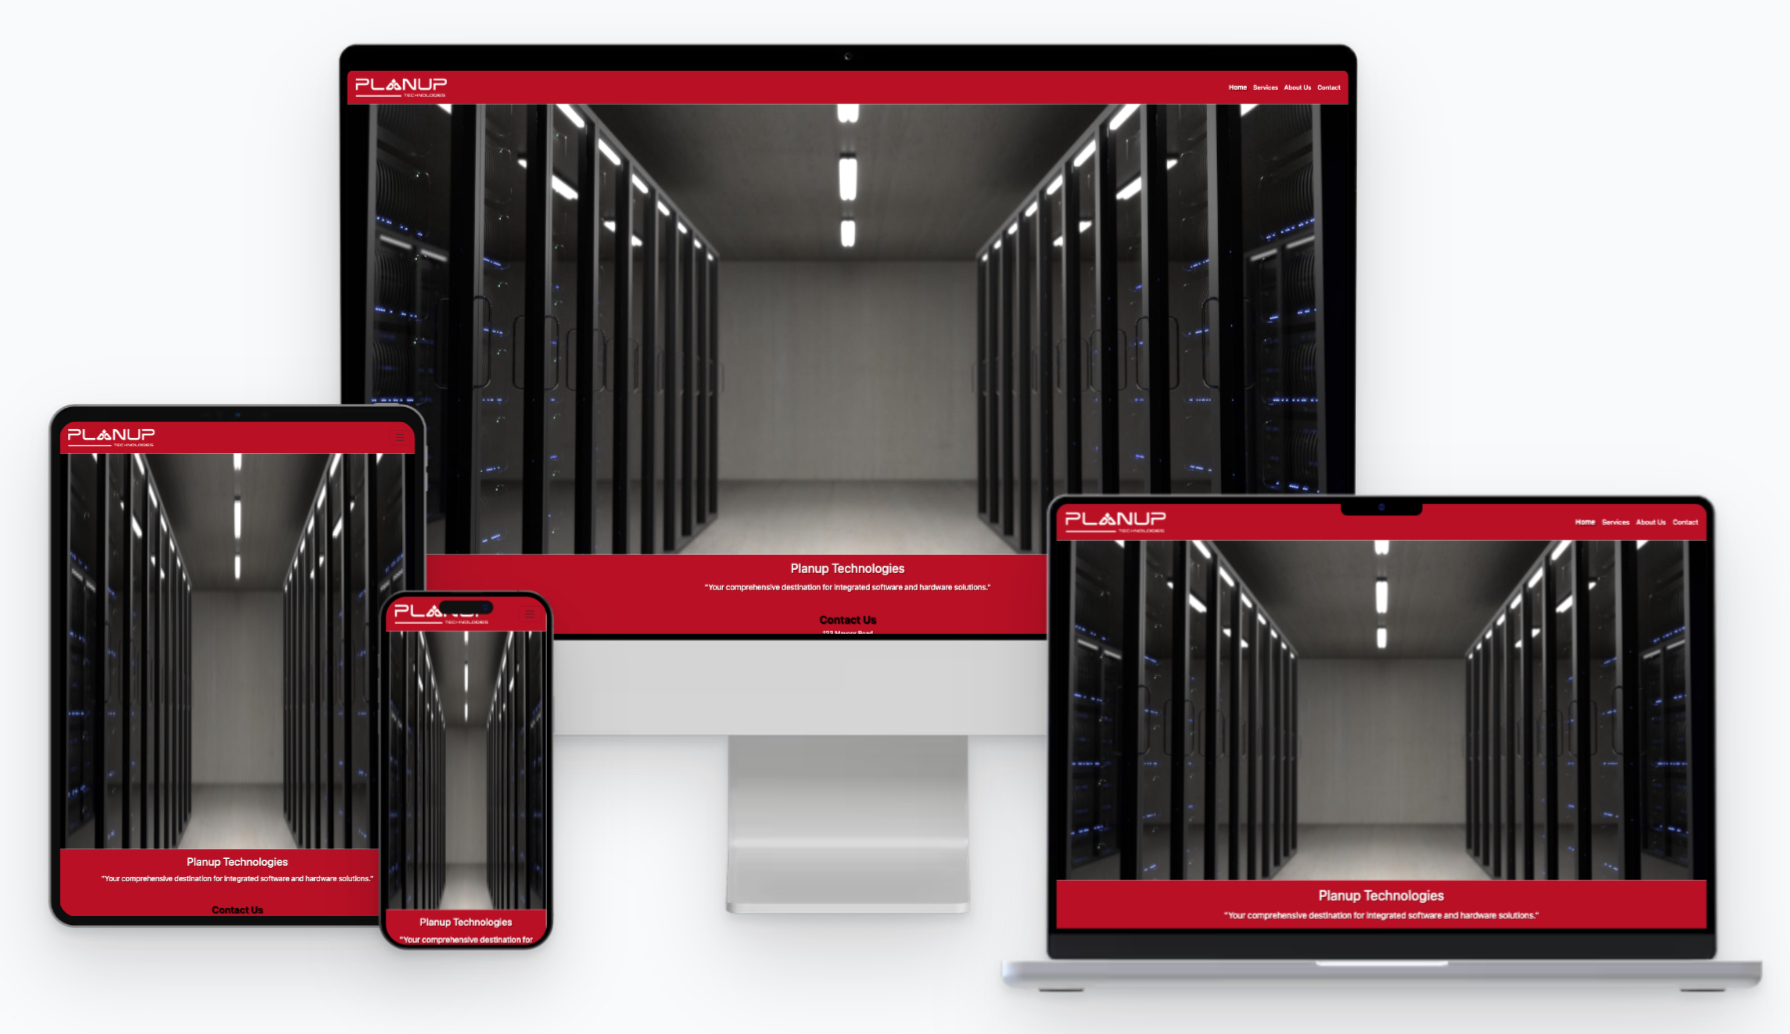 PLANUP
TECHNOLOGIES
Home Services About Us Contact
Planup Technologies
"Your comprehensive destination for integrated software and hardware solutions."
Contact Us
PLANUP
TECHNOLOGIES
Planup Technologies
"Your comprehensive destination for integrated software and hardware solutions."
Contact Us
PLANUP
TECHNOLOGIES
Planup Technologies
"Your comprehensive destination for
PLANUP
TECHNOLOGIES
Home Services About Us Contact
Planup Technologies
"Your comprehensive destination for integrated software and hardware solutions."